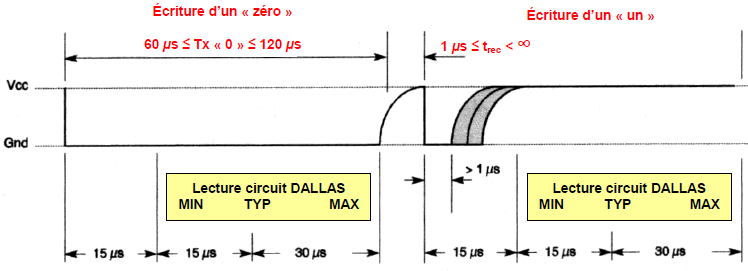 Écriture d'un « zéro »
Écriture d'un « un »
60 µs ≤ Tx « 0 » ≤ 120 µs
1 µs ≤ trec < ∞
Vcc
Gnd
> 1 µs
Lecture circuit DALLAS
MIN TYP MAX
Lecture circuit DALLAS
MIN TYP MAX
15 µs 15 µs 30 µs 15 µs 15 µs 30 µs